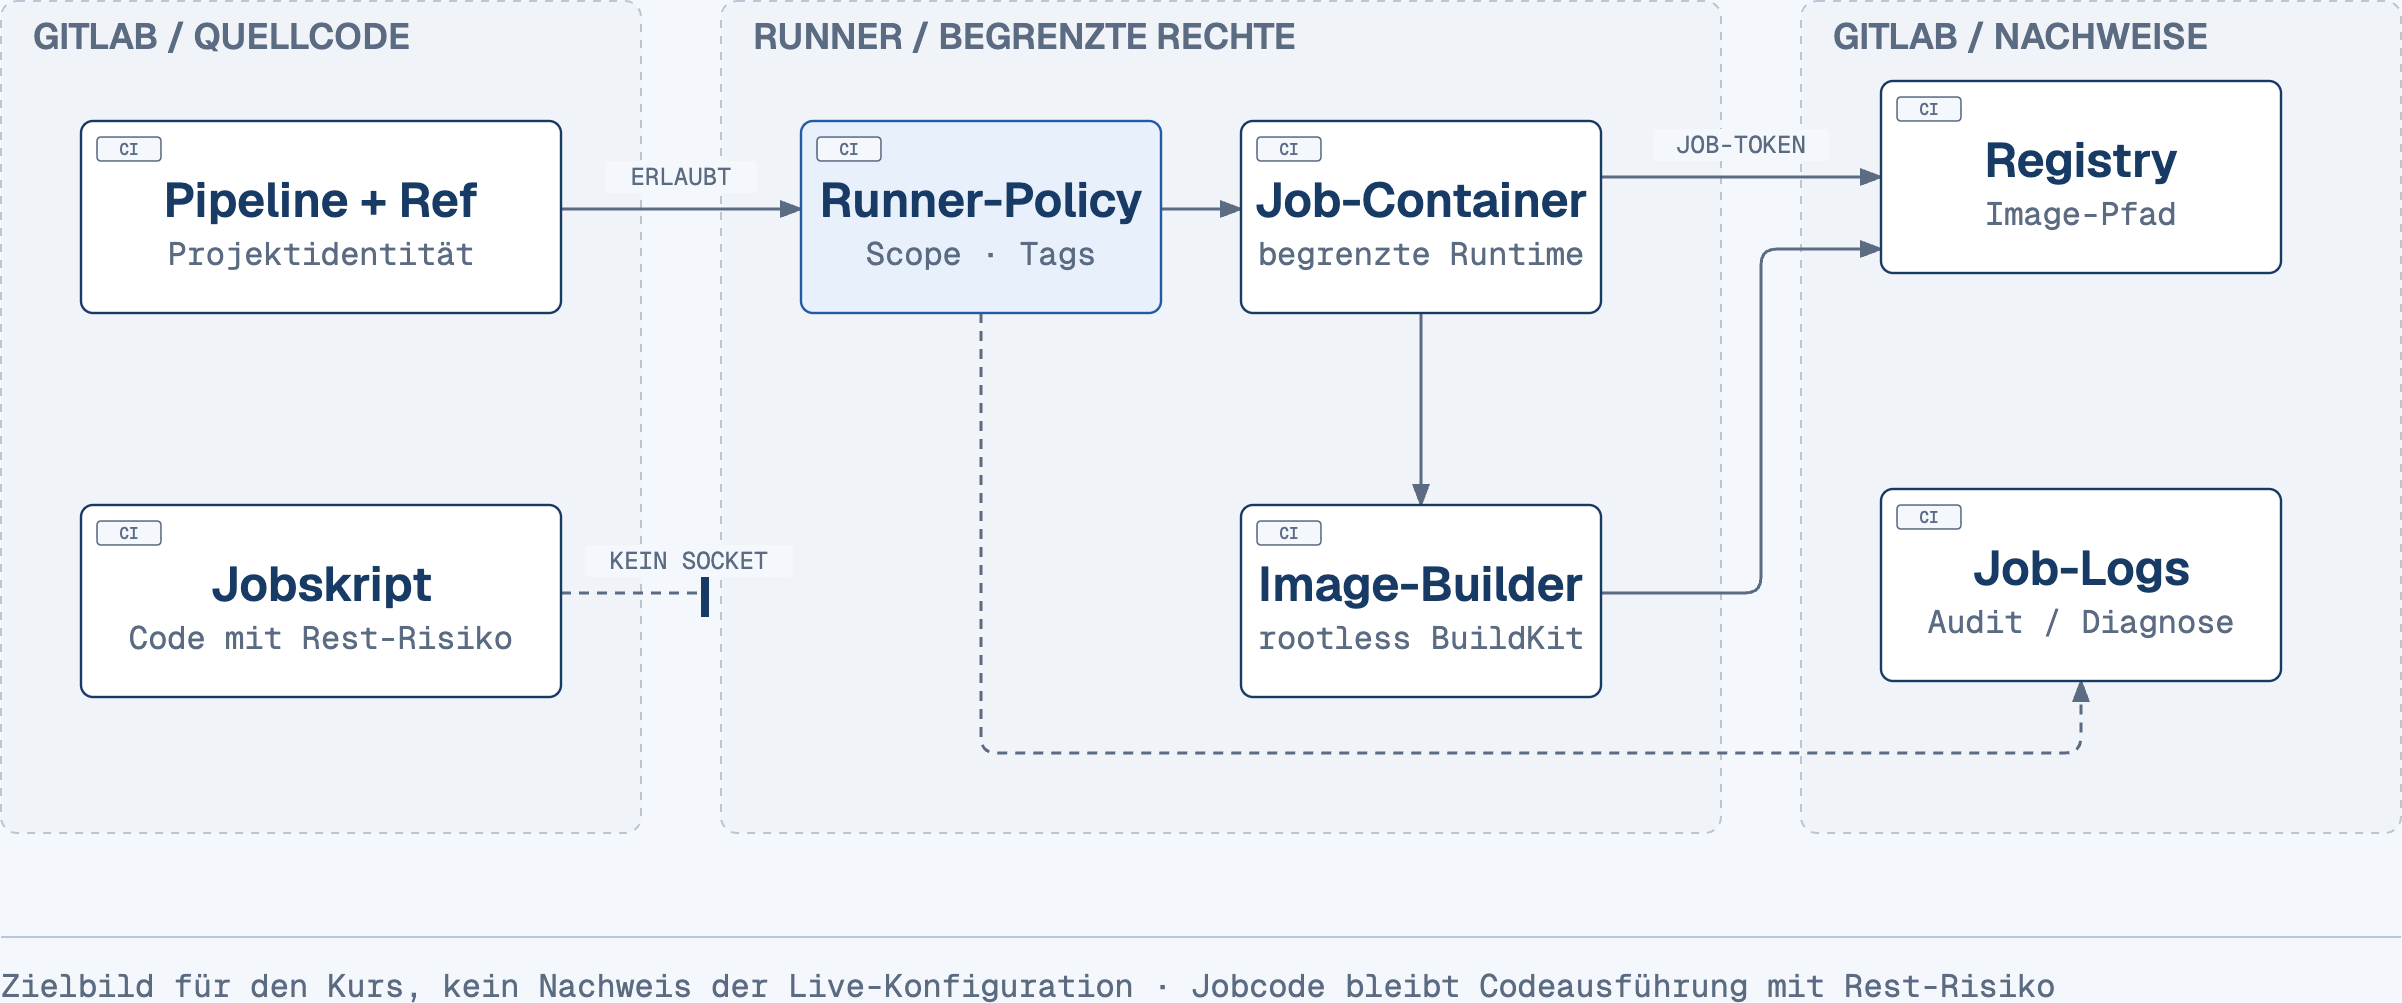 GITLAB / QUELLCODE
CI
Pipeline + Ref
Projektidentität
CI
Jobskript
Code mit Rest-Risiko
ERLAUBT
KEIN SOCKET
RUNNER / BEGRENZTE RECHTE
CI
Runner-Policy
Scope · Tags
CI
Job-Container
begrenzte Runtime
CI
Image-Builder
rootless BuildKit
JOB-TOKEN
GITLAB / NACHWEISE
CI
Registry
Image-Pfad
CI
Job-Logs
Audit / Diagnose
Zielbild für den Kurs, kein Nachweis der Live-Konfiguration · Jobcode bleibt Codeausführung mit Rest-Risiko